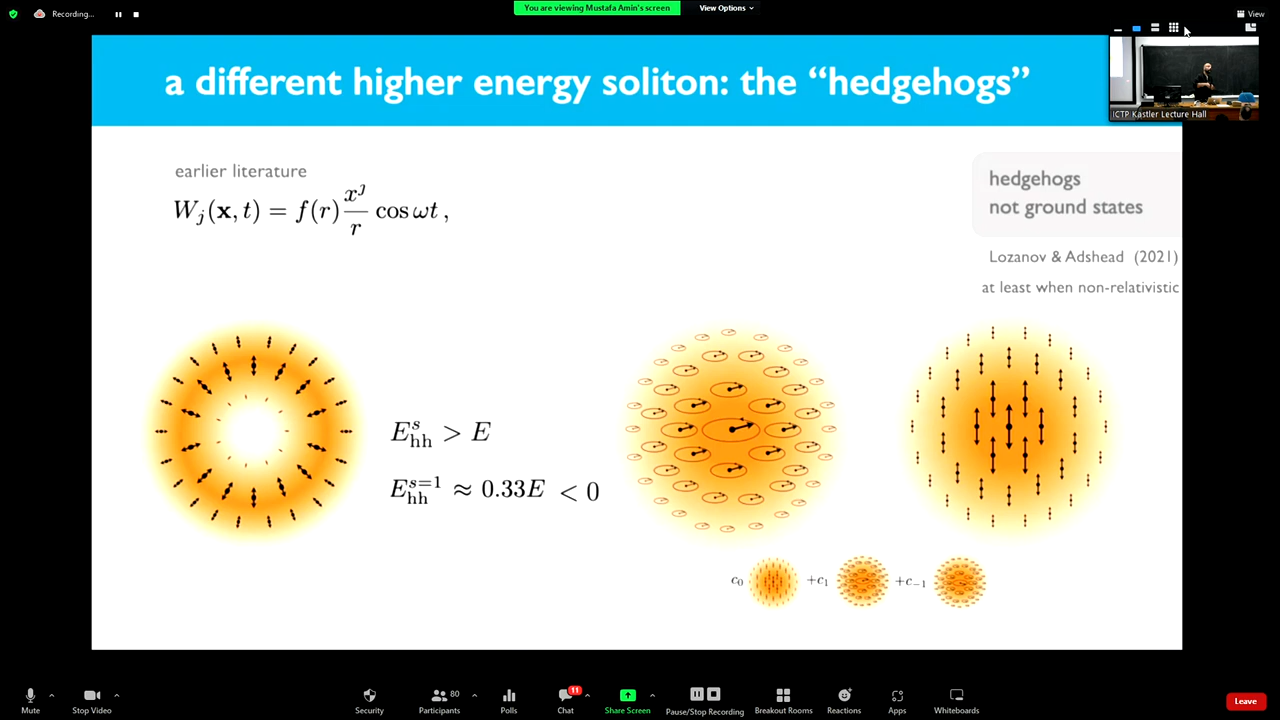 Recording...
You are viewing Mustafa Amin's screen
View Options
View
a different higher energy soliton: the “hedgehogs”
ICTP Kastler Lecture Hall
earlier literature
W_j(x, t) = f(r) x^j / r cos ωt ,
hedgehogs
not ground states
Lozanov & Adshead (2021)
at least when non-relativistic
E^s_hh > E
E^{s=1}_hh ≈ 0.33E < 0
c_0 +c_1 +c_{-1}
Mute
Stop Video
Security
80
Participants
Polls
11
Chat
Share Screen
Pause/Stop Recording
Breakout Rooms
Reactions
Apps
Whiteboards
Leave